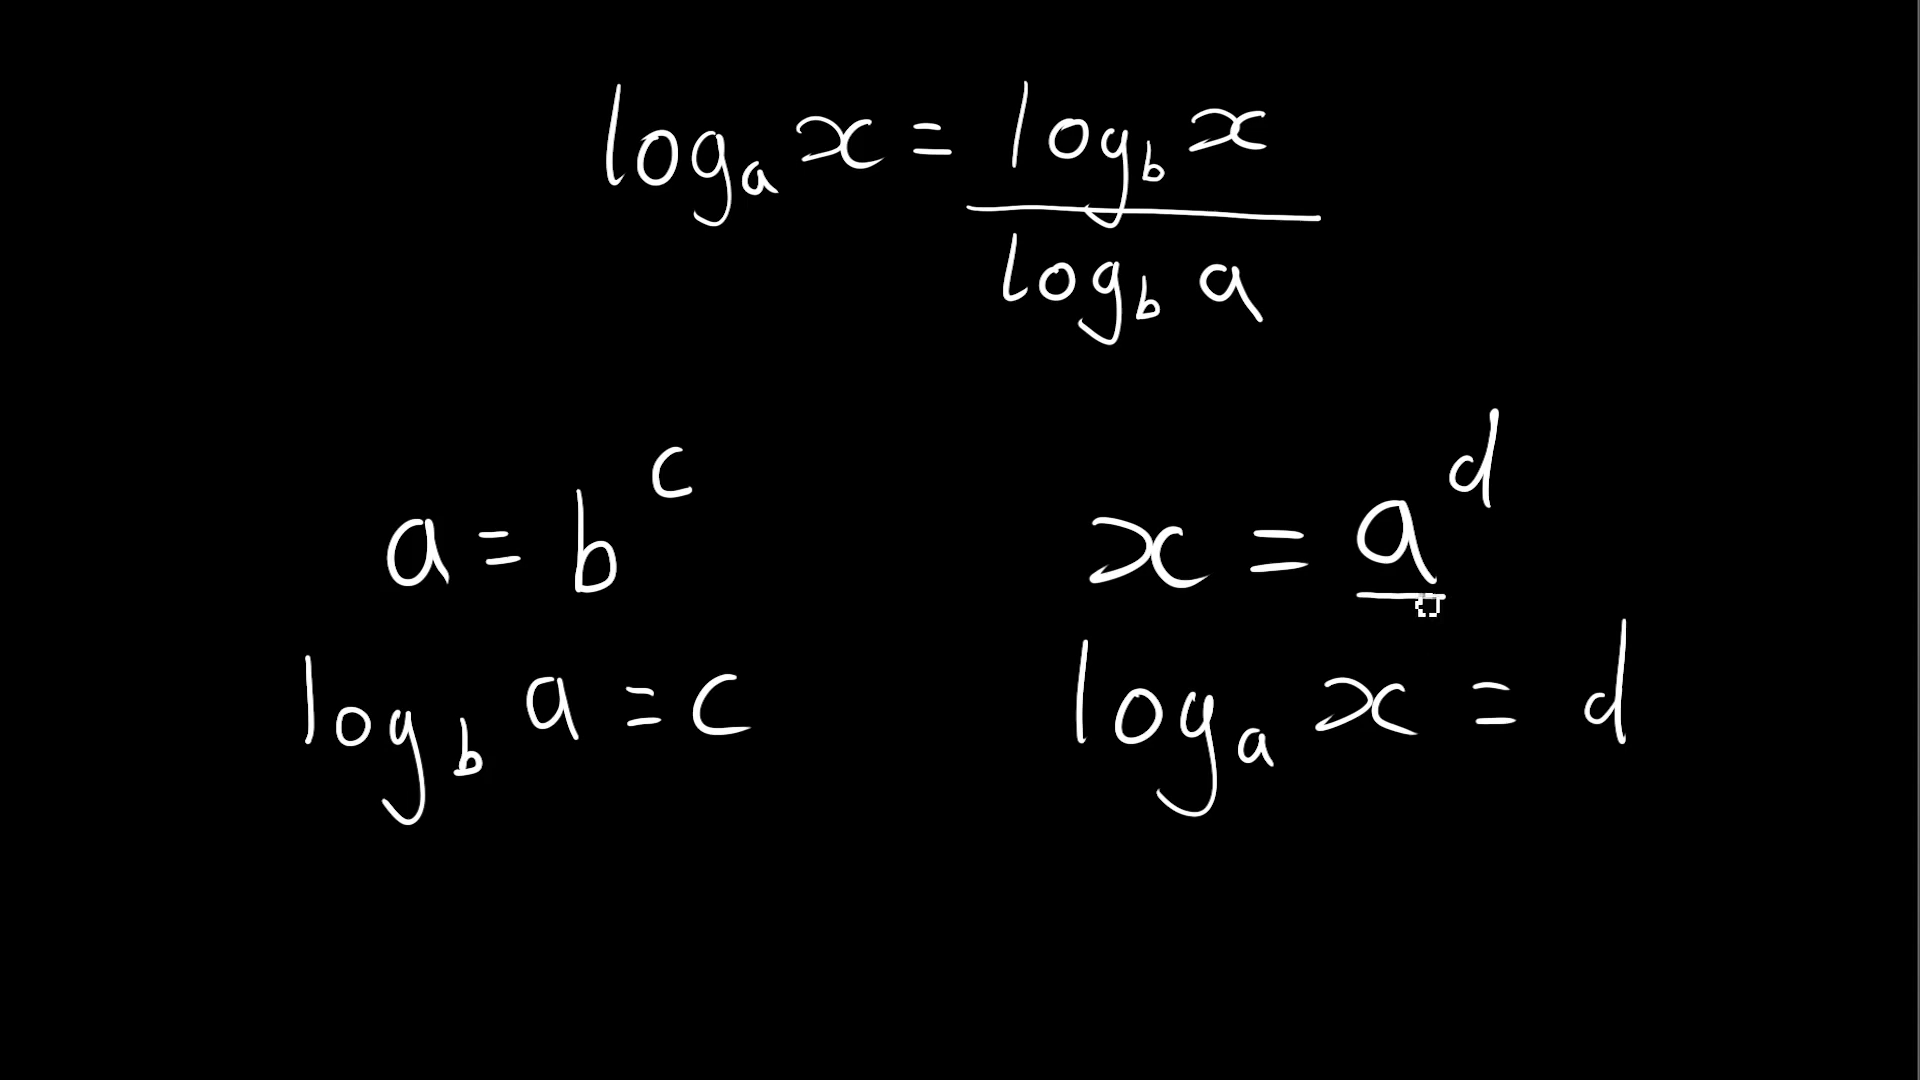 logₐ x = log_b x / log_b a
a = b^c
x = a^d
log_b a = c
logₐ x = d